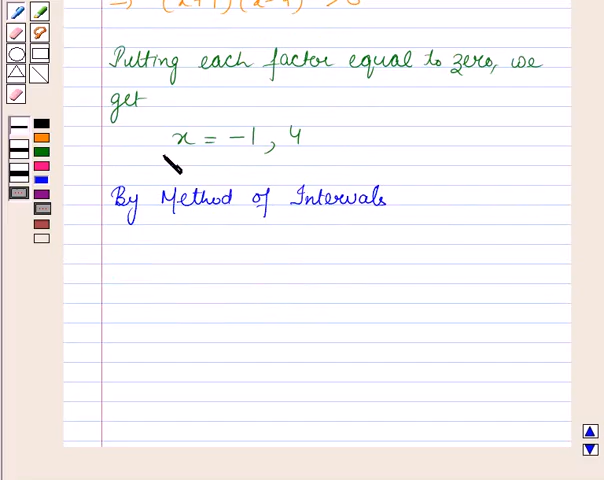 Putting each factor equal to zero, we
get
x = -1, 4
By Method of Intervals